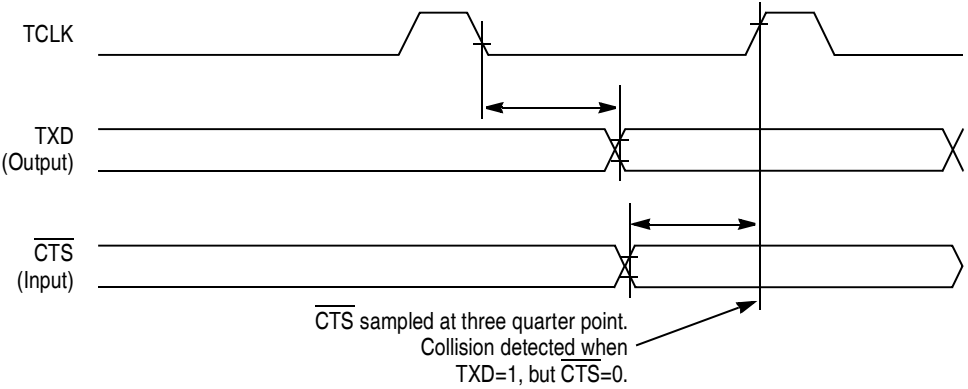 TCLK
TXD
(Output)
CTS
(Input)
CTS sampled at three quarter point.
Collision detected when
TXD=1, but CTS=0.